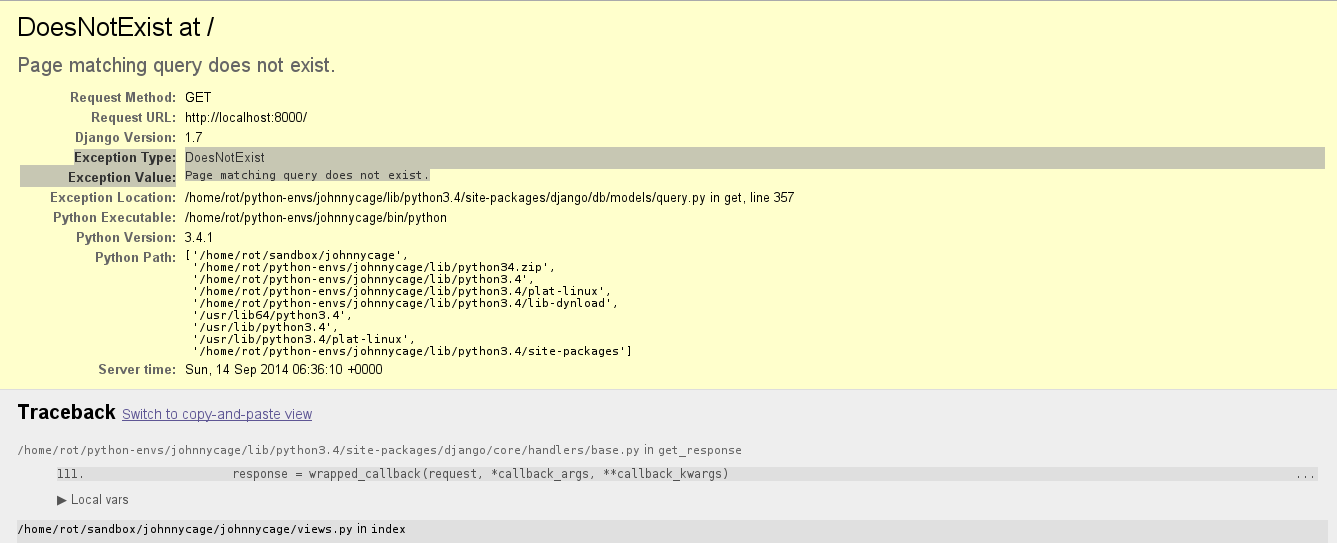 DoesNotExist at /
Page matching query does not exist.
Request Method: GET
Request URL: http://localhost:8000/
Django Version: 1.7
Exception Type: DoesNotExist
Exception Value: Page matching query does not exist.
Exception Location: /home/rot/python-envs/johnnycage/lib/python3.4/site-packages/django/db/models/query.py in get, line 357
Python Executable: /home/rot/python-envs/johnnycage/bin/python
Python Version: 3.4.1
Python Path: ['/home/rot/sandbox/johnnycage',
'/home/rot/python-envs/johnnycage/lib/python34.zip',
'/home/rot/python-envs/johnnycage/lib/python3.4',
'/home/rot/python-envs/johnnycage/lib/python3.4/plat-linux',
'/home/rot/python-envs/johnnycage/lib/python3.4/lib-dynload',
'/usr/lib64/python3.4',
'/usr/lib/python3.4',
'/usr/lib/python3.4/plat-linux',
'/home/rot/python-envs/johnnycage/lib/python3.4/site-packages']
Server time: Sun, 14 Sep 2014 06:36:10 +0000
Traceback Switch to copy-and-paste view
/home/rot/python-envs/johnnycage/lib/python3.4/site-packages/django/core/handlers/base.py in get_response
111. response = wrapped_callback(request, *callback_args, **callback_kwargs) ...
▶ Local vars
/home/rot/sandbox/johnnycage/johnnycage/views.py in index